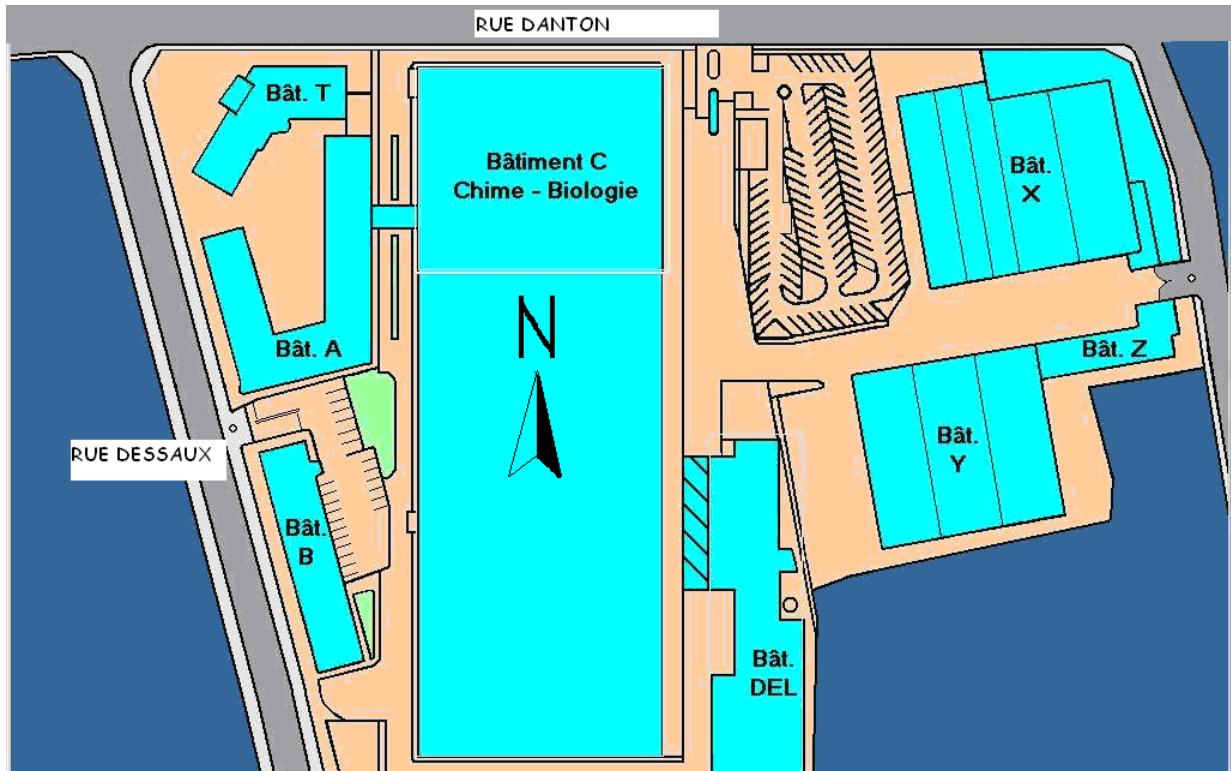 RUE DANTON
Bât. T
Bâtiment C
Chime - Biologie
Bât.
X
N
Bât. A
Bât. Z
RUE DESSAUX
Bât.
Y
Bât.
B
Bât.
DEL